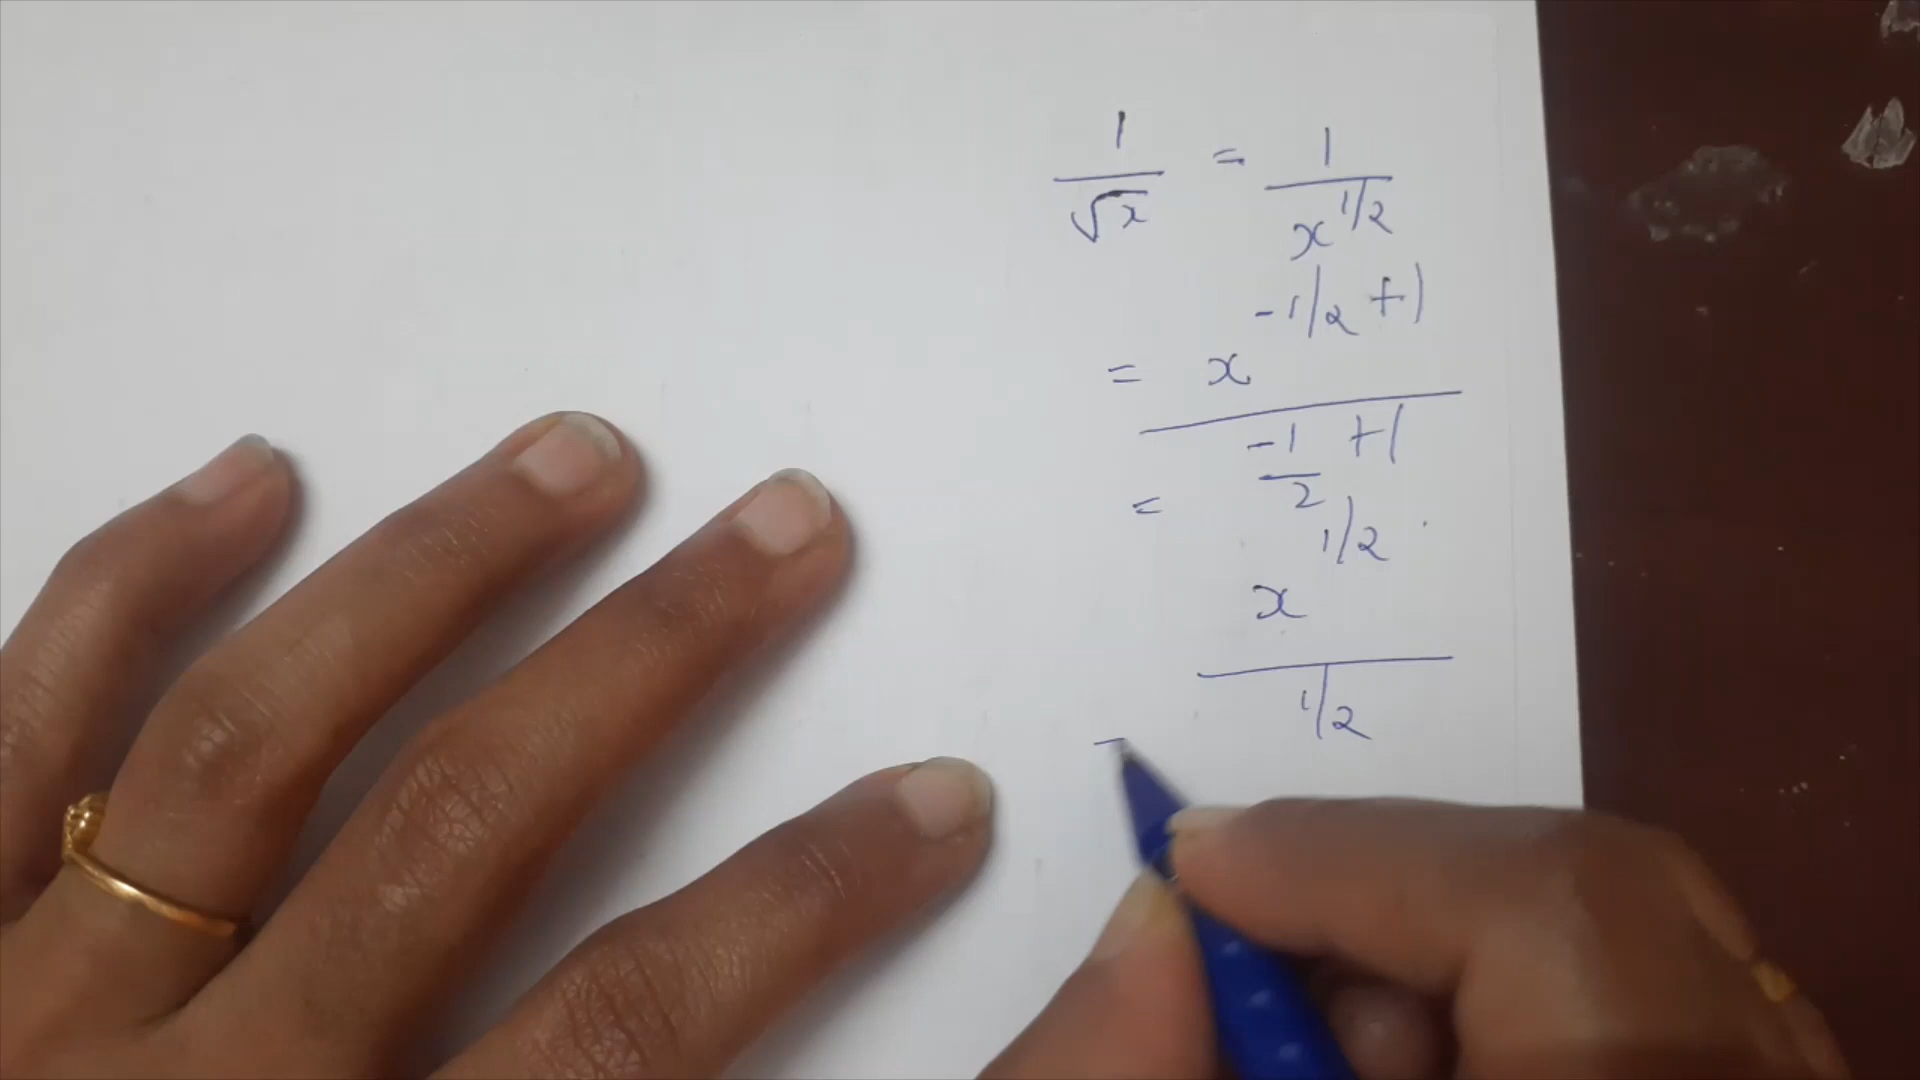 1/√x = 1/x^1/2
= x^-1/2 +1 / -1/2 +1
= x^1/2 / 1/2